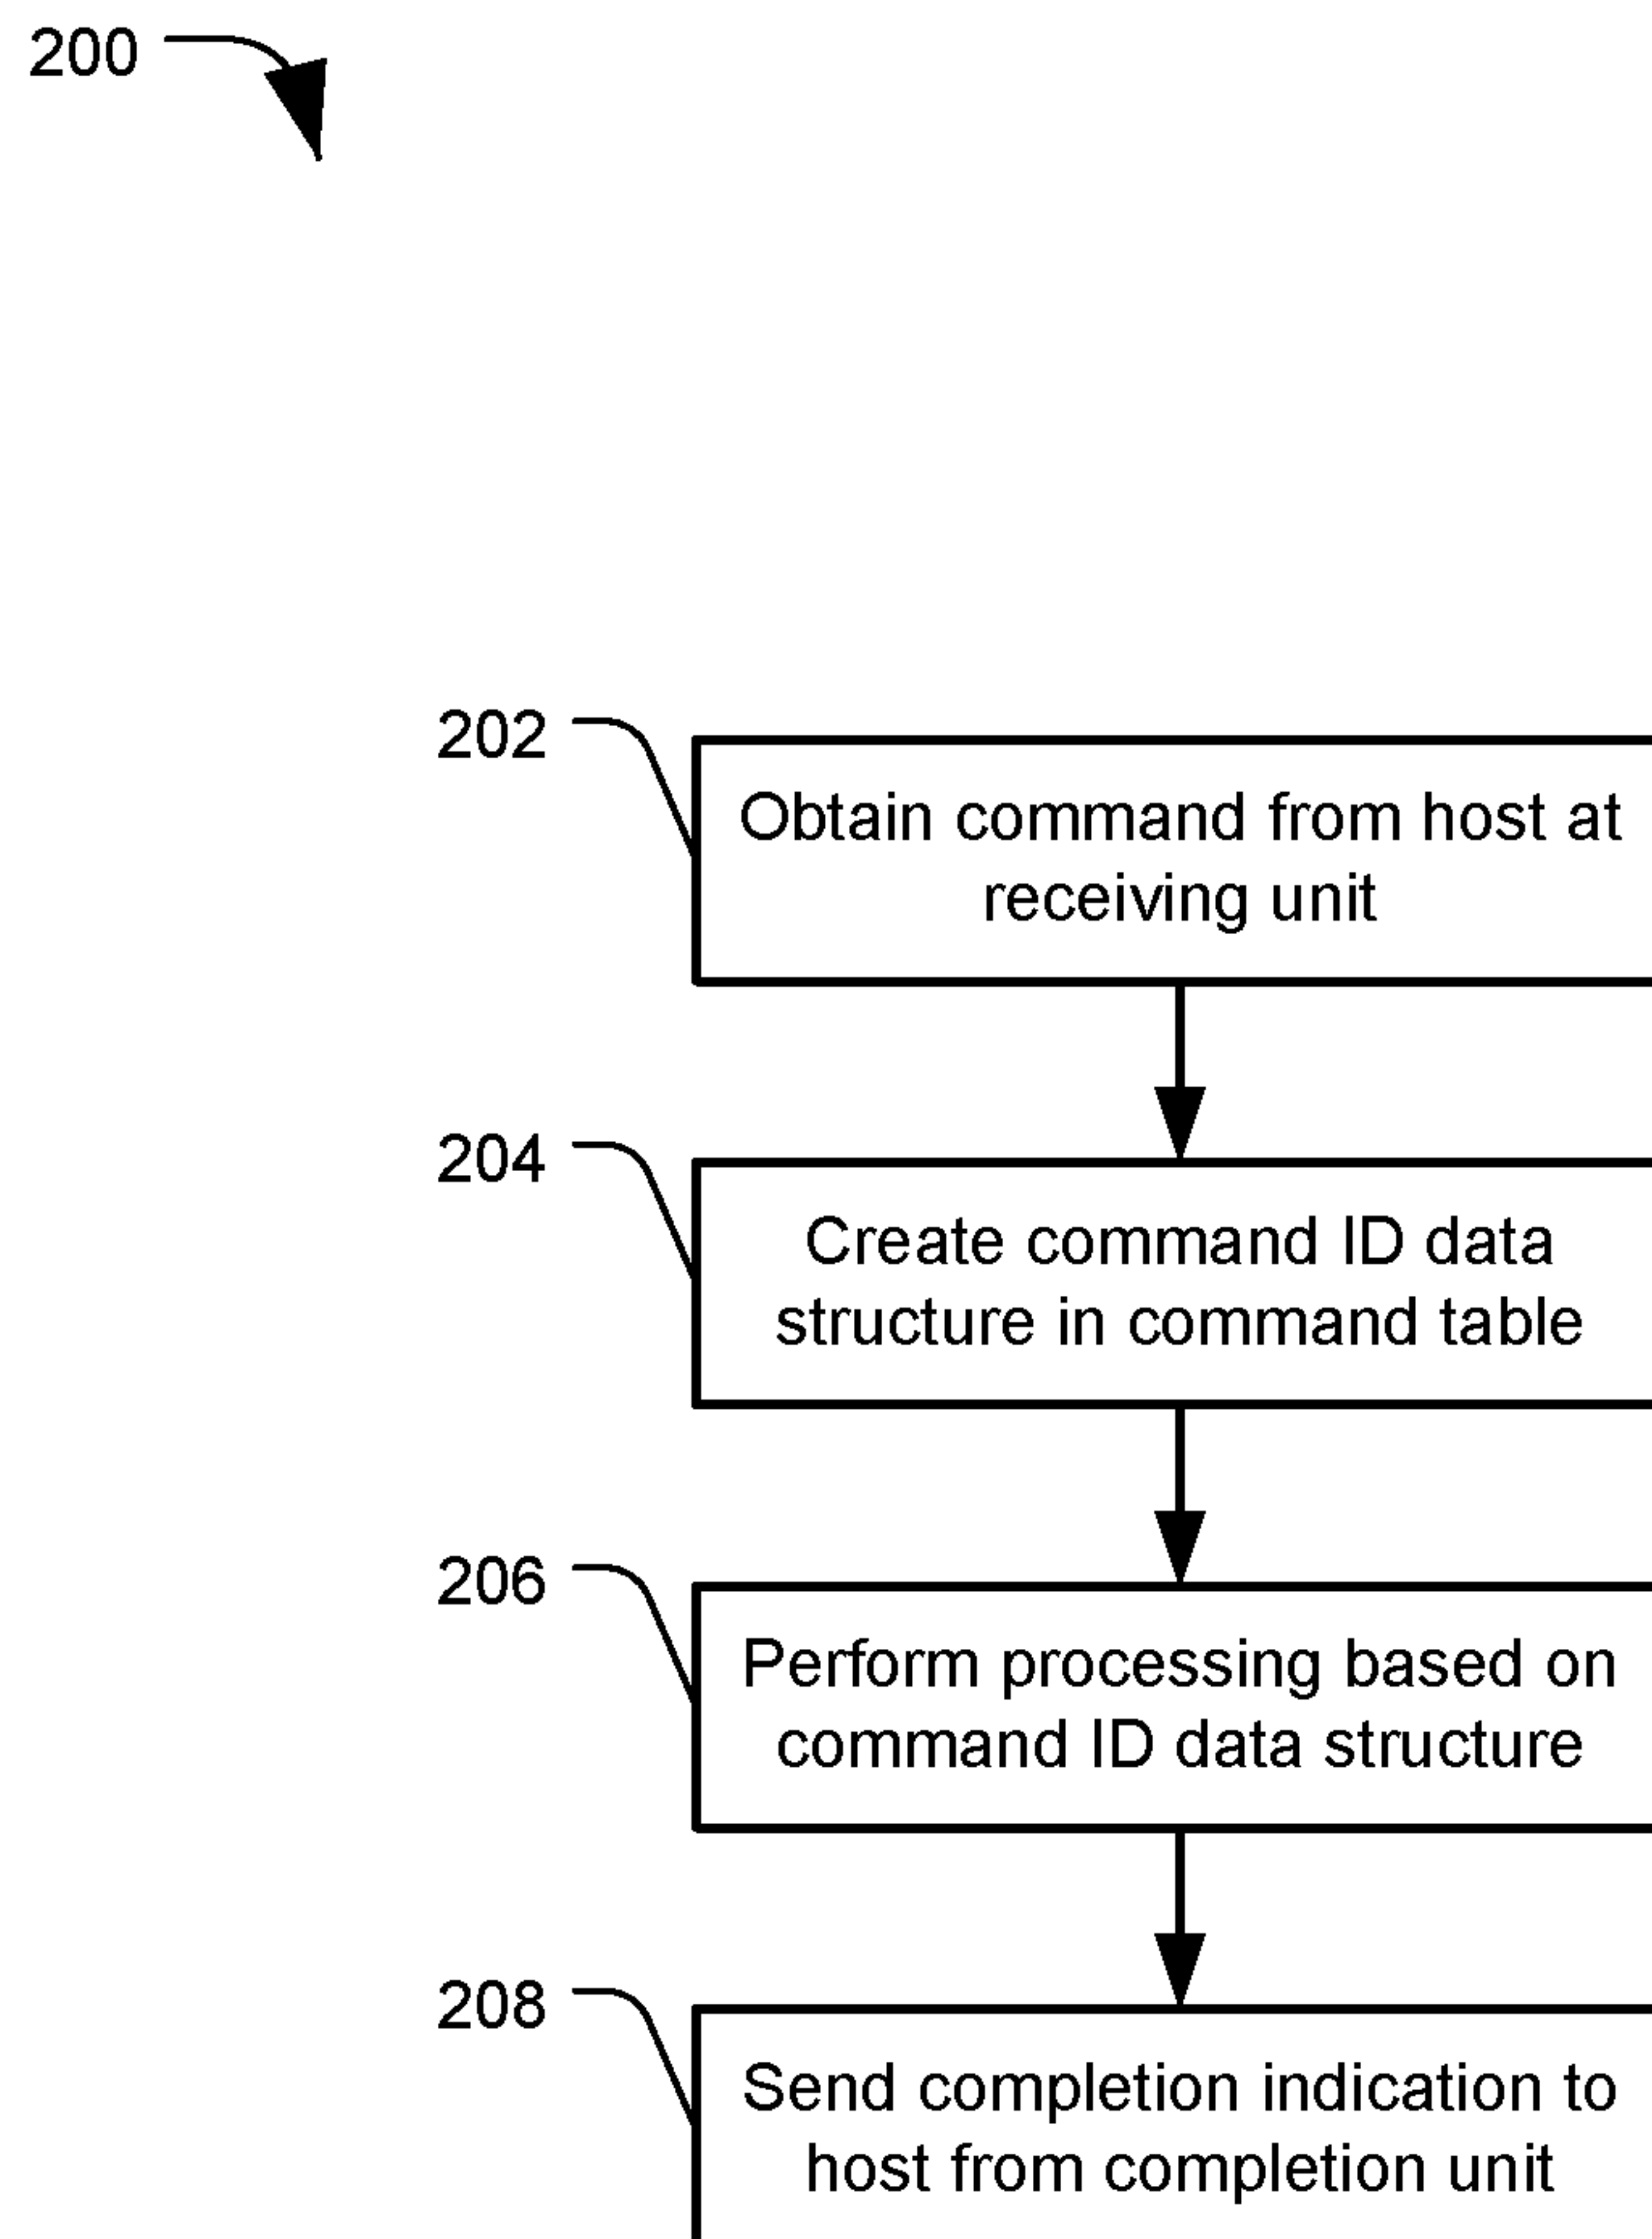 200
202
Obtain command from host at
receiving unit
204
Create command ID data
structure in command table
206
Perform processing based on
command ID data structure
208
Send completion indication to
host from completion unit